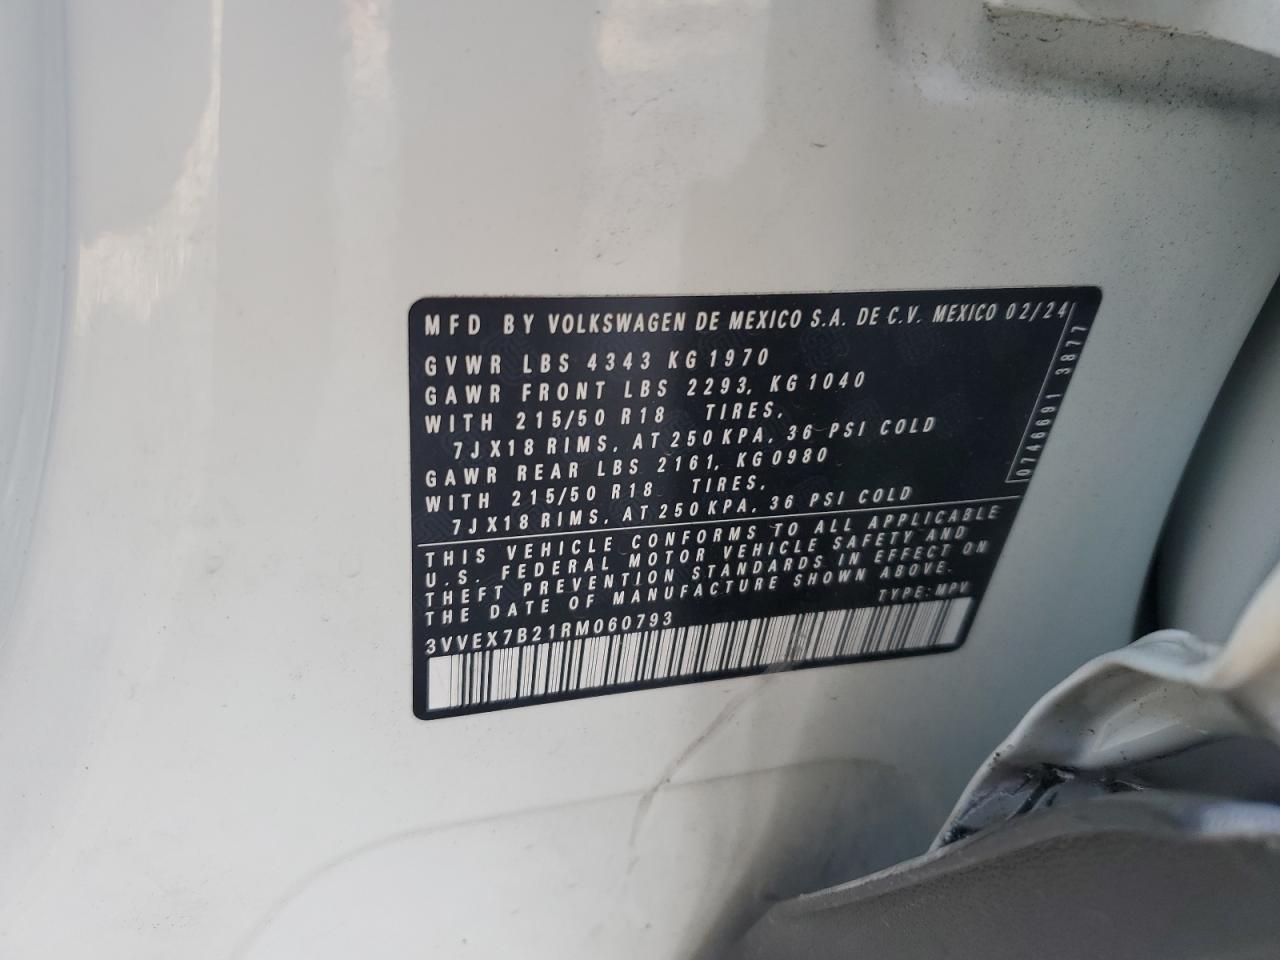 MFD BY VOLKSWAGEN DE MEXICO S.A. DE C.V. MEXICO 02/24
GVWR LBS 4343 KG 1970
GAWR FRONT LBS 2293, KG 1040
WITH 215/50 R18 TIRES,
7JX18 RIMS, AT 250 KPA, 36 PSI COLD
GAWR REAR LBS 2161, KG 0980
WITH 215/50 R18 TIRES,
7JX18 RIMS, AT 250 KPA, 36 PSI COLD
0746691 3877
THIS VEHICLE CONFORMS TO ALL APPLICABLE
U.S. FEDERAL MOTOR VEHICLE SAFETY AND
THEFT PREVENTION STANDARDS IN EFFECT ON
THE DATE OF MANUFACTURE SHOWN ABOVE.
3VVEX7B21RM060793 TYPE: MPV